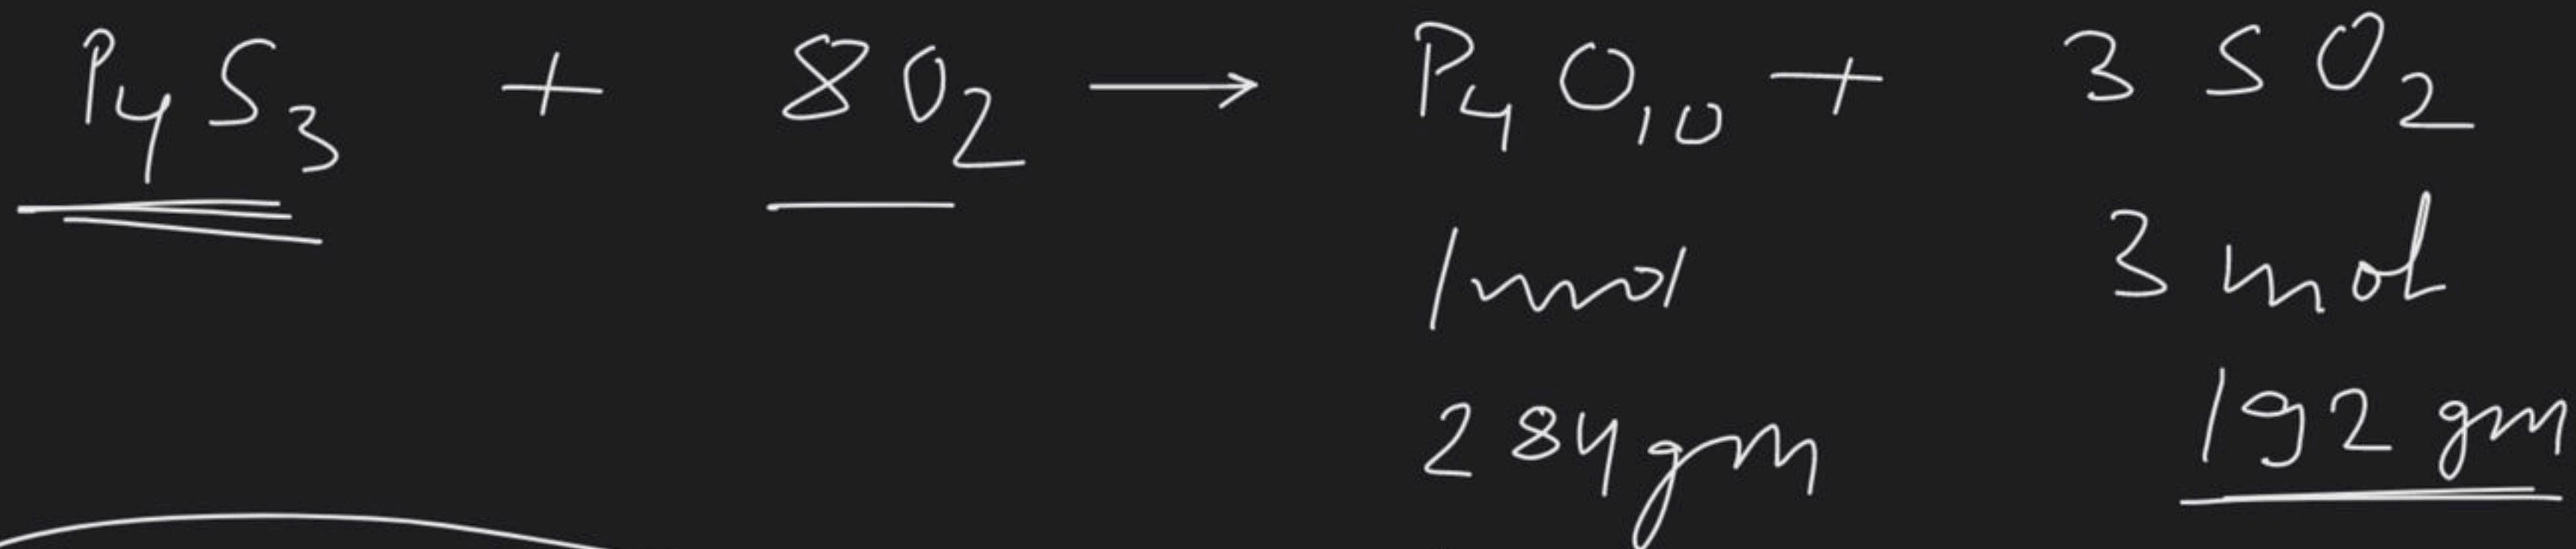 P₄S₃ + 8O₂ ⟶ P₄O₁₀ + 3SO₂
1mol 3 mol
284gm 192 gm